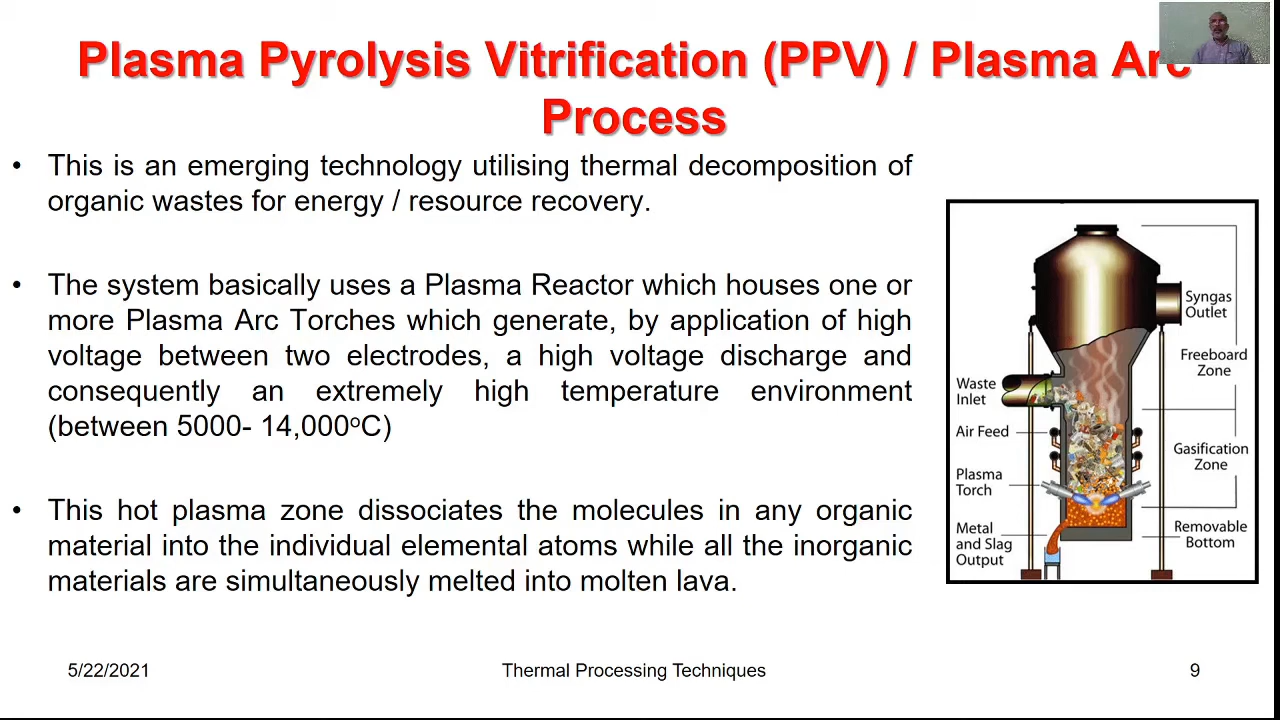 Plasma Pyrolysis Vitrification (PPV) / Plasma Arc
Process
• This is an emerging technology utilising thermal decomposition of
organic wastes for energy / resource recovery.
• The system basically uses a Plasma Reactor which houses one or
more Plasma Arc Torches which generate, by application of high
voltage between two electrodes, a high voltage discharge and
consequently an extremely high temperature environment
(between 5000- 14,000ºC)
• This hot plasma zone dissociates the molecules in any organic
material into the individual elemental atoms while all the inorganic
materials are simultaneously melted into molten lava.
Syngas
Outlet
Freeboard
Zone
Waste
Inlet
Air Feed
Gasification
Zone
Plasma
Torch
Metal
and Slag
Output
Removable
Bottom
5/22/2021
Thermal Processing Techniques
9